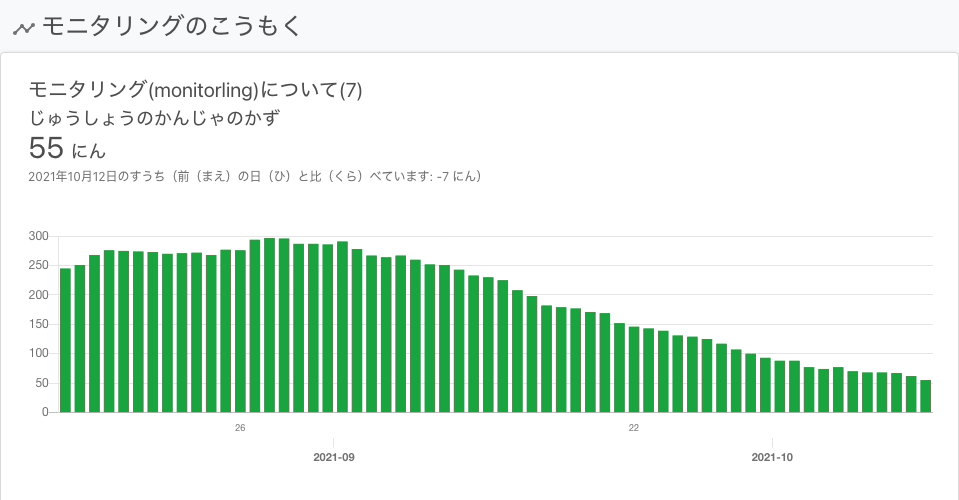 モニタリングのこうもく
モニタリング(monitorling)について(7)
じゅうしょうのかんじゃのかず
55 にん
2021年10月12日のすうち（前（まえ）の日（ひ）と比（くら）べています: -7 にん）
300
250
200
150
100
50
0
26
22
2021-09
2021-10